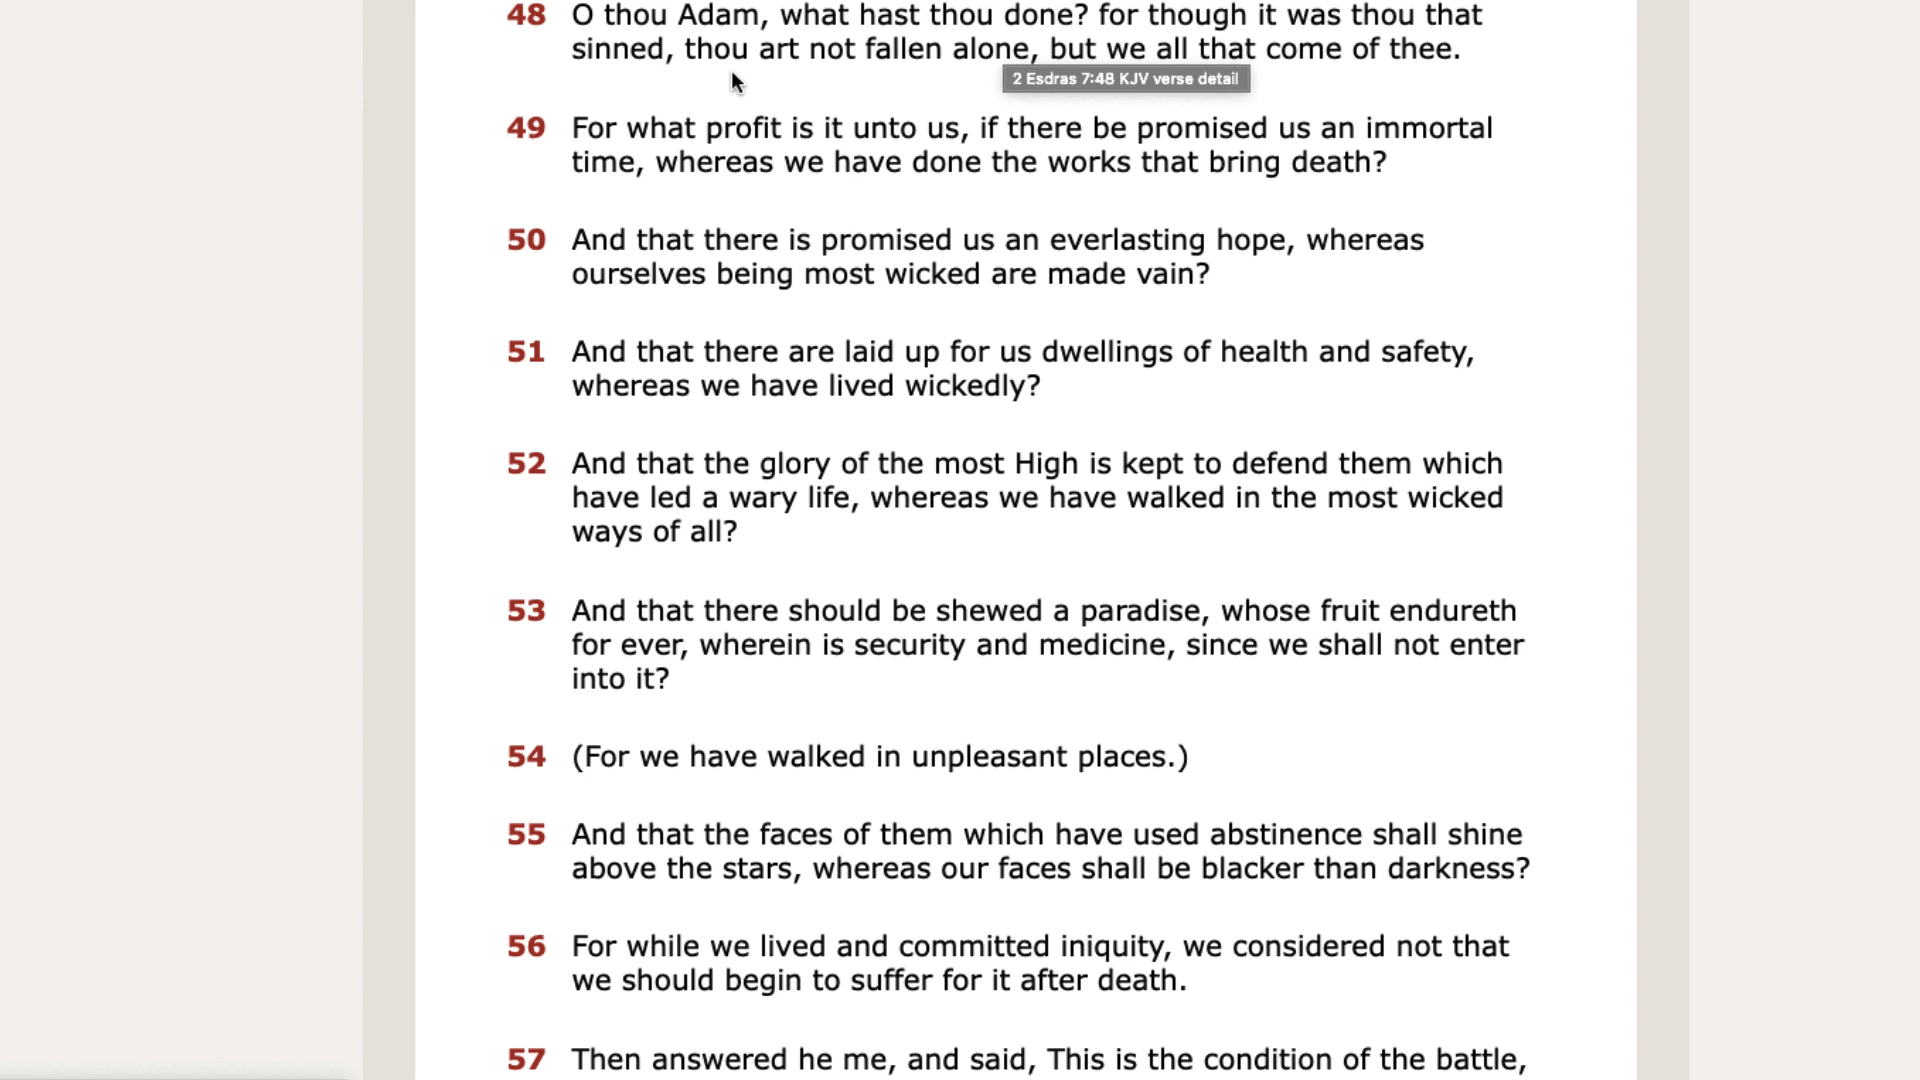 48 O thou Adam, what hast thou done? for though it was thou that
sinned, thou art not fallen alone, but we all that come of thee.
2 Esdras 7:48 KJV verse detail
49 For what profit is it unto us, if there be promised us an immortal
time, whereas we have done the works that bring death?
50 And that there is promised us an everlasting hope, whereas
ourselves being most wicked are made vain?
51 And that there are laid up for us dwellings of health and safety,
whereas we have lived wickedly?
52 And that the glory of the most High is kept to defend them which
have led a wary life, whereas we have walked in the most wicked
ways of all?
53 And that there should be shewed a paradise, whose fruit endureth
for ever, wherein is security and medicine, since we shall not enter
into it?
54 (For we have walked in unpleasant places.)
55 And that the faces of them which have used abstinence shall shine
above the stars, whereas our faces shall be blacker than darkness?
56 For while we lived and committed iniquity, we considered not that
we should begin to suffer for it after death.
57 Then answered he me, and said, This is the condition of the battle,